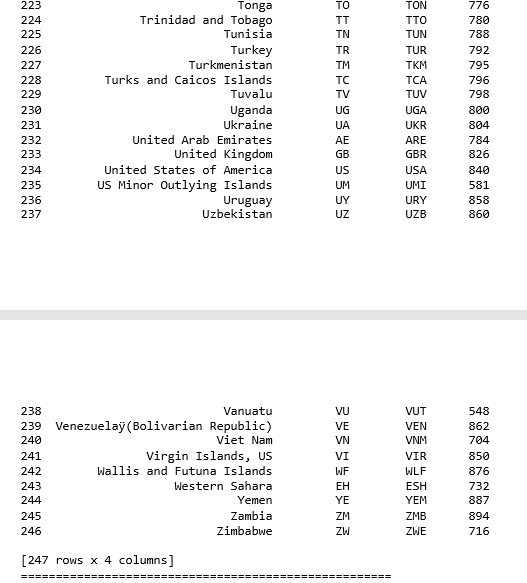 223 Tonga TO TON 776
224 Trinidad and Tobago TT TTO 780
225 Tunisia TN TUN 788
226 Turkey TR TUR 792
227 Turkmenistan TM TKM 795
228 Turks and Caicos Islands TC TCA 796
229 Tuvalu TV TUV 798
230 Uganda UG UGA 800
231 Ukraine UA UKR 804
232 United Arab Emirates AE ARE 784
233 United Kingdom GB GBR 826
234 United States of America US USA 840
235 US Minor Outlying Islands UM UMI 581
236 Uruguay UY URY 858
237 Uzbekistan UZ UZB 860
238 Vanuatu VU VUT 548
239 Venezuelaÿ(Bolivarian Republic) VE VEN 862
240 Viet Nam VN VNM 704
241 Virgin Islands, US VI VIR 850
242 Wallis and Futuna Islands WF WLF 876
243 Western Sahara EH ESH 732
244 Yemen YE YEM 887
245 Zambia ZM ZMB 894
246 Zimbabwe ZW ZWE 716
[247 rows x 4 columns]
=====================================================